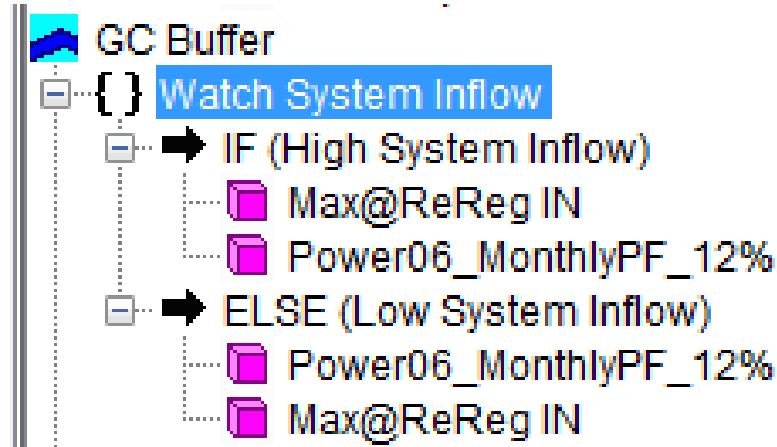 GC Buffer
{ } Watch System Inflow
IF (High System Inflow)
Max@ReReg IN
Power06_MonthlyPF_12%
ELSE (Low System Inflow)
Power06_MonthlyPF_12%
Max@ReReg IN